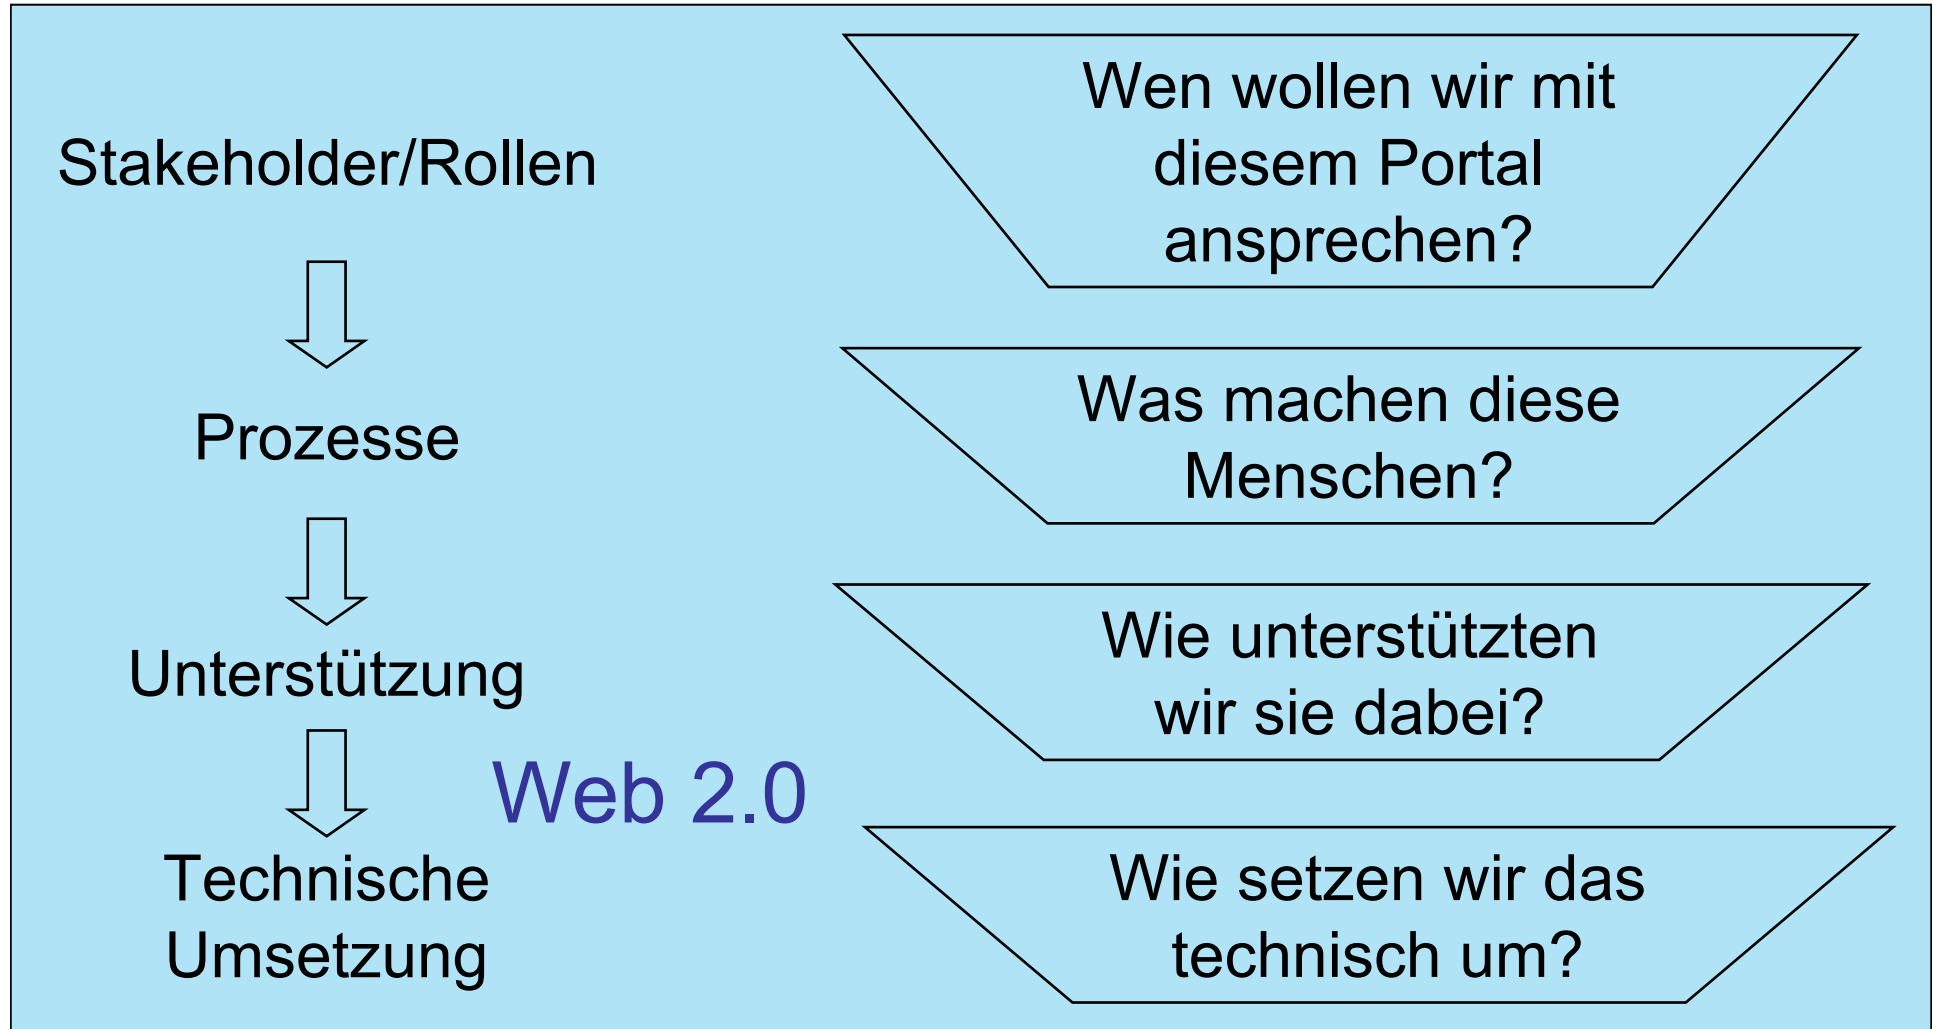 Stakeholder/Rollen
Wen wollen wir mit
diesem Portal
ansprechen?
Prozesse
Was machen diese
Menschen?
Unterstützung
Wie unterstützten
wir sie dabei?
Web 2.0
Technische
Umsetzung
Wie setzen wir das
technisch um?